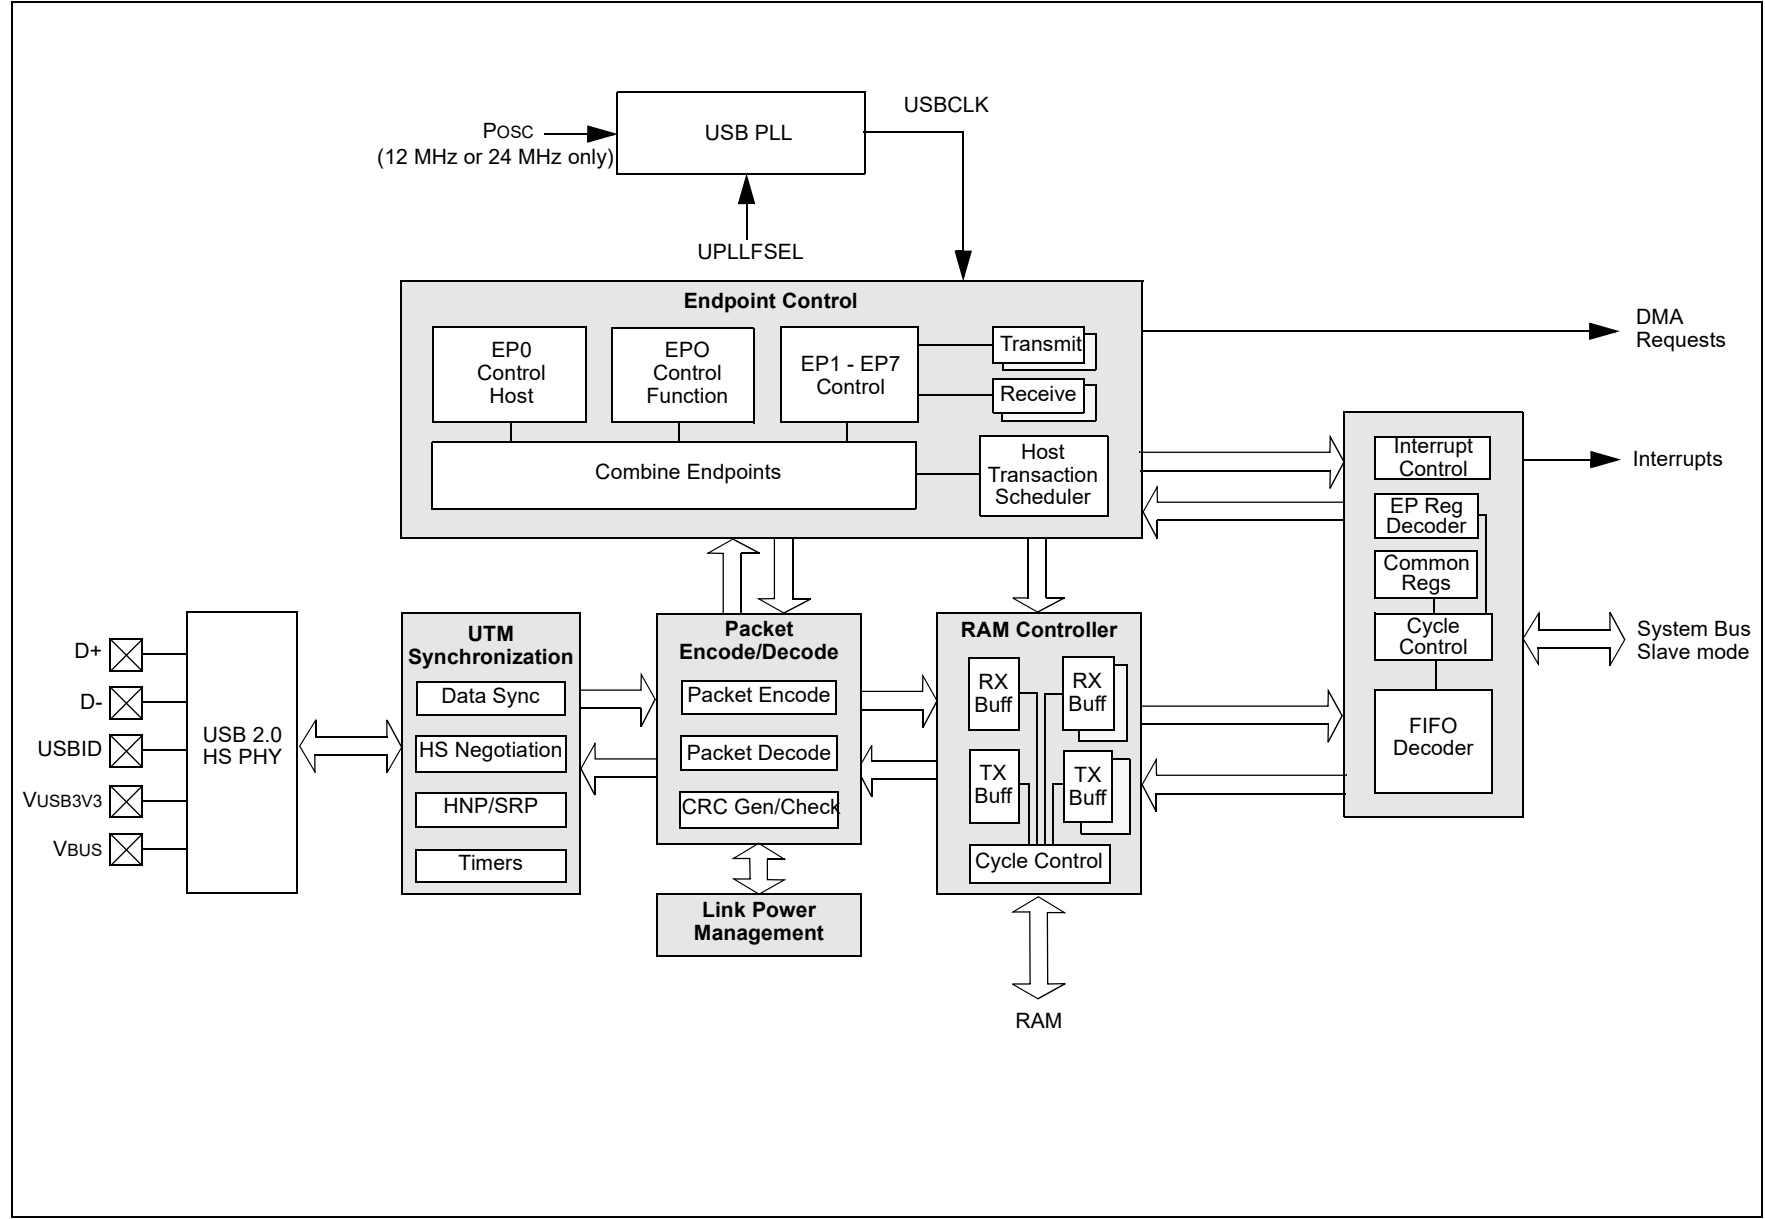 USBCLK
POSC
(12 MHz or 24 MHz only)
USB PLL
UPLLFSEL
Endpoint Control
EP0
Control
Host
EPO
Control
Function
EP1 - EP7
Control
Transmit
Receive
Combine Endpoints
Host
Transaction
Scheduler
DMA
Requests
Interrupt
Control
Interrupts
EP Reg
Decoder
Common
Regs
Cycle
Control
FIFO
Decoder
System Bus
Slave mode
D+
D-
USBID
VUSB3V3
VBUS
USB 2.0
HS PHY
UTM
Synchronization
Data Sync
HS Negotiation
HNP/SRP
Timers
Packet
Encode/Decode
Packet Encode
Packet Decode
CRC Gen/Check
Link Power
Management
RAM Controller
RX
Buff
RX
Buff
TX
Buff
TX
Buff
Cycle Control
RAM